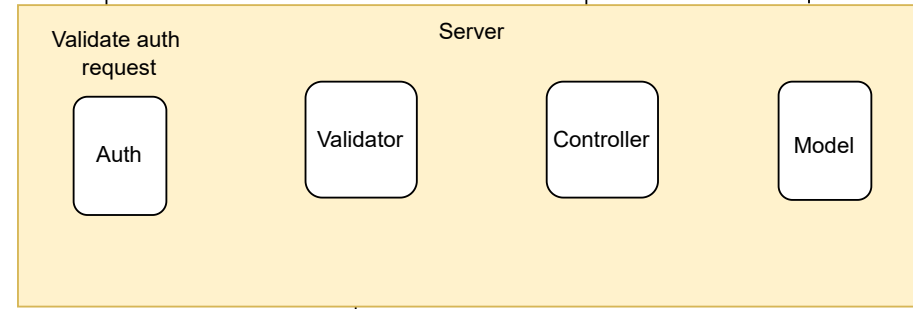 Server
Validate auth
request
Auth
Validator
Controller
Model